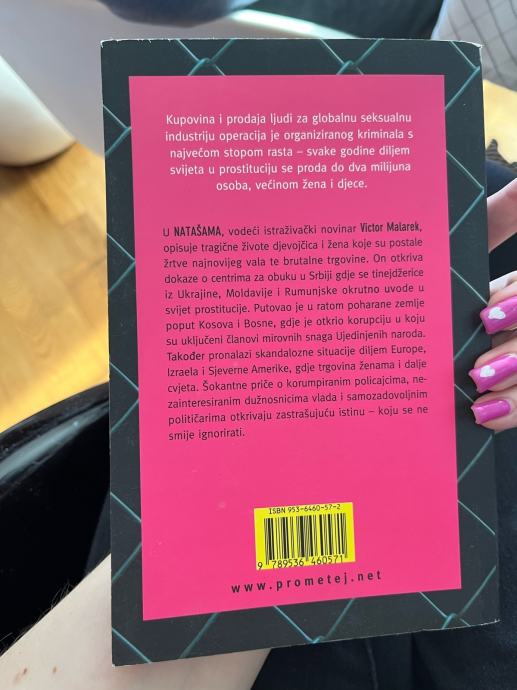 Kupovina i prodaja ljudi za globalnu seksualnu
industriju operacija je organiziranog kriminala s
najvećom stopom rasta – svake godine diljem
svijeta u prostituciju se proda do dva milijuna
osoba, većinom žena i djece.
U NATAŠAMA, vodeći istraživački novinar Victor Malarek,
opisuje tragične živote djevojčica i žena koje su postale
žrtve najnovijeg vala te brutalne trgovine. On otkriva
dokaze o centrima za obuku u Srbiji gdje se tinejdžerice
iz Ukrajine, Moldavije i Rumunjske okrutno uvode u
svijet prostitucije. Putovao je u ratom poharane zemlje
poput Kosova i Bosne, gdje je otkrio korupciju u koju
su uključeni članovi mirovnih snaga Ujedinjenih naroda.
Također pronalazi skandalozne situacije diljem Europe,
Izraela i Sjeverne Amerike, gdje trgovina ženama i dalje
cvjeta. Šokantne priče o korumpiranim policajcima, ne-
zainteresiranim dužnosnicima vlada i samozadovoljnim
političarima otkrivaju zastrašujuću istinu – koju se ne
smije ignorirati.
ISBN 953-6460-57-2
9 789536 460571
www.prometej.net